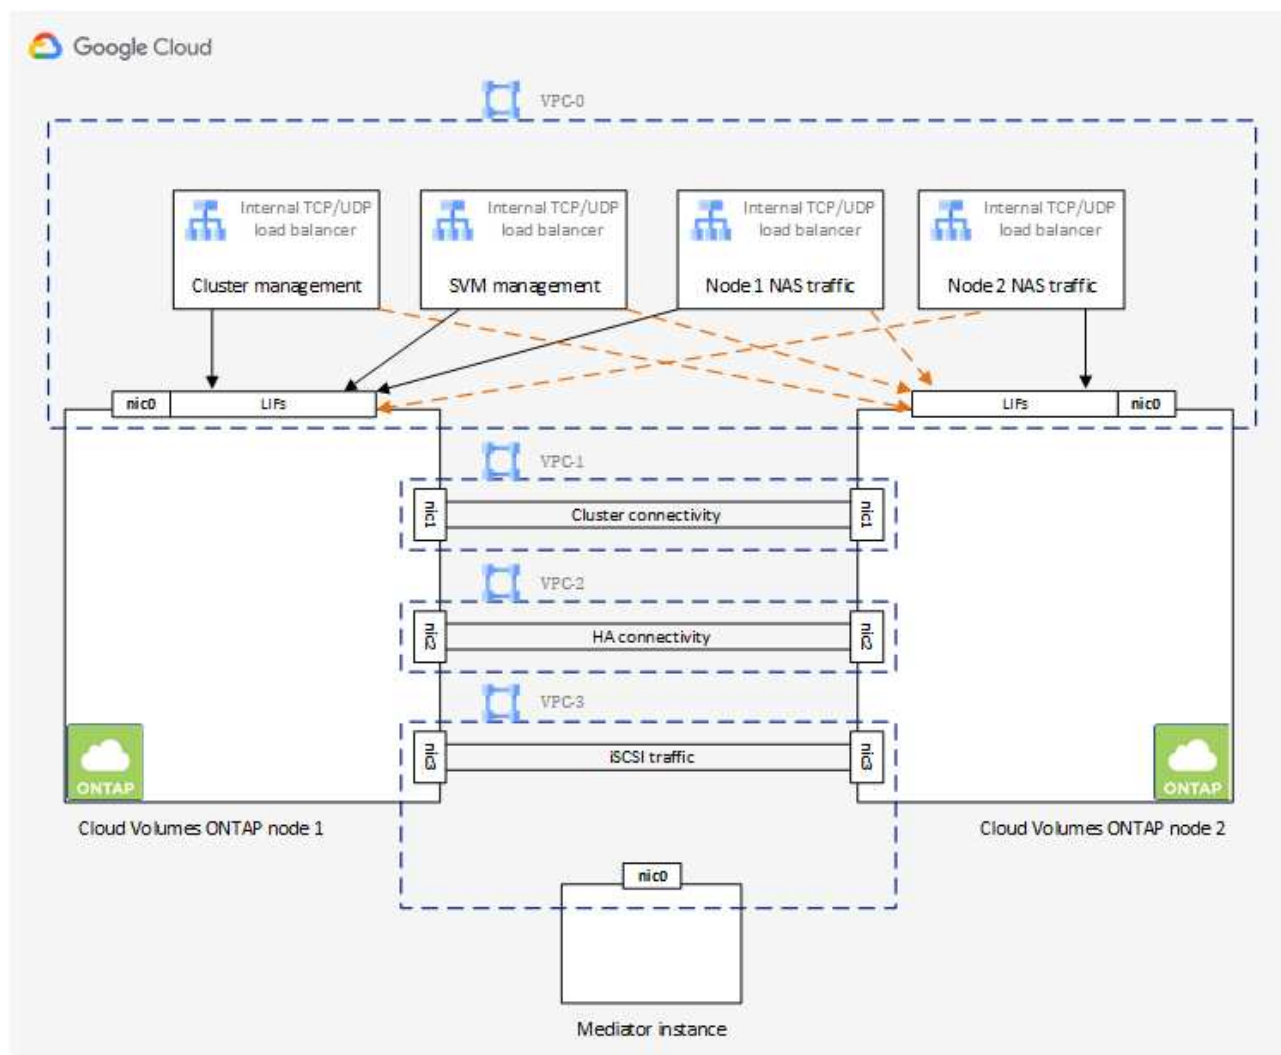 Google Cloud
VPC-0
Internal TCP/UDP
load balancer
Cluster management
Internal TCP/UDP
load balancer
SVM management
Internal TCP/UDP
load balancer
Node 1 NAS traffic
Internal TCP/UDP
load balancer
Node 2 NAS traffic
nic0
LIFs
LIFs
nic0
VPC-1
nic1
Cluster connectivity
nic1
VPC-2
nic2
HA connectivity
nic2
VPC-3
nic3
iSCSI traffic
nic3
ONTAP
ONTAP
Cloud Volumes ONTAP node 1
Cloud Volumes ONTAP node 2
nic0
Mediator instance